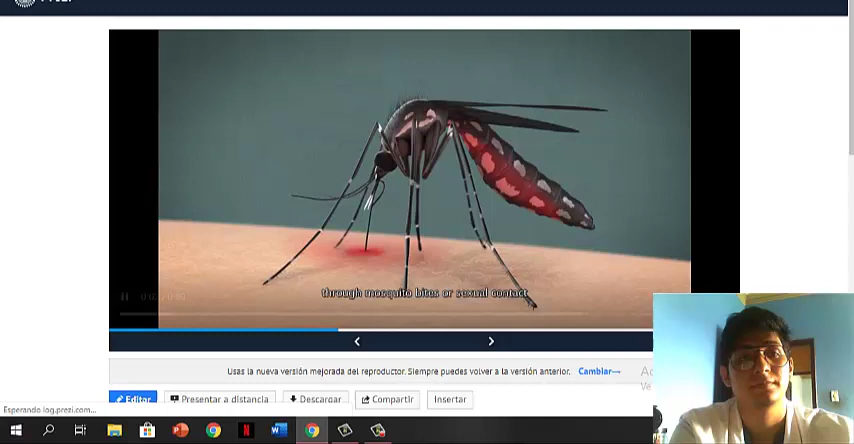 through mosquito bites or sexual contact
Usas la nueva versión mejorada del reproductor. Siempre puedes volver a la versión anterior. Cambiar→
Editar
Presentar a distancia
Descargar
Compartir
Insertar
Esperando log.prezi.com...